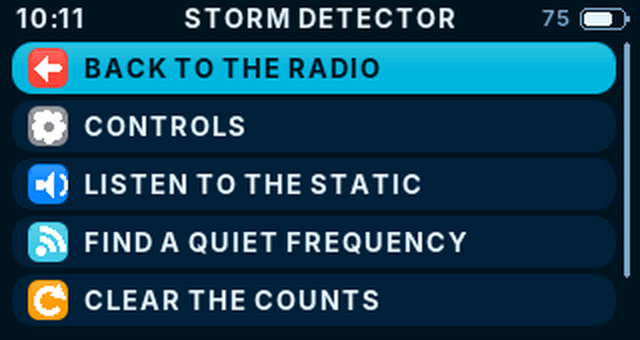 10:11 STORM DETECTOR 75
BACK TO THE RADIO
CONTROLS
LISTEN TO THE STATIC
FIND A QUIET FREQUENCY
CLEAR THE COUNTS